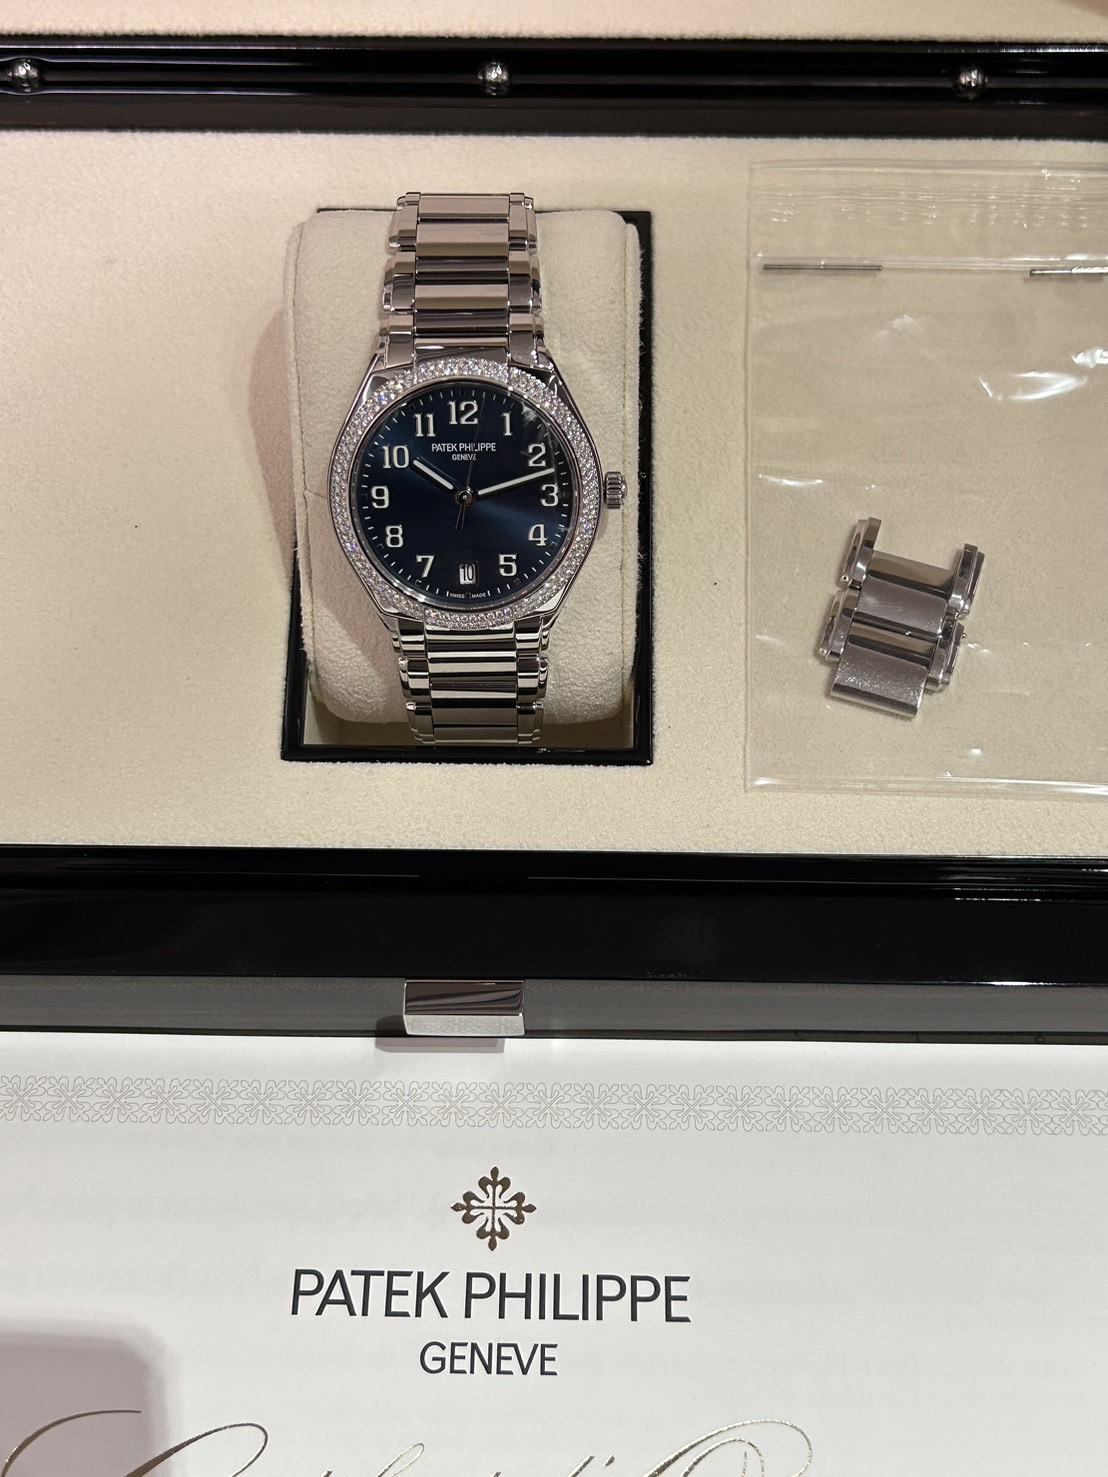 12
11 1
PATEK PHILIPPE
GENEVE
10 2
9 3
8 4
7 10 5
SWISS MADE
PATEK PHILIPPE
GENEVE